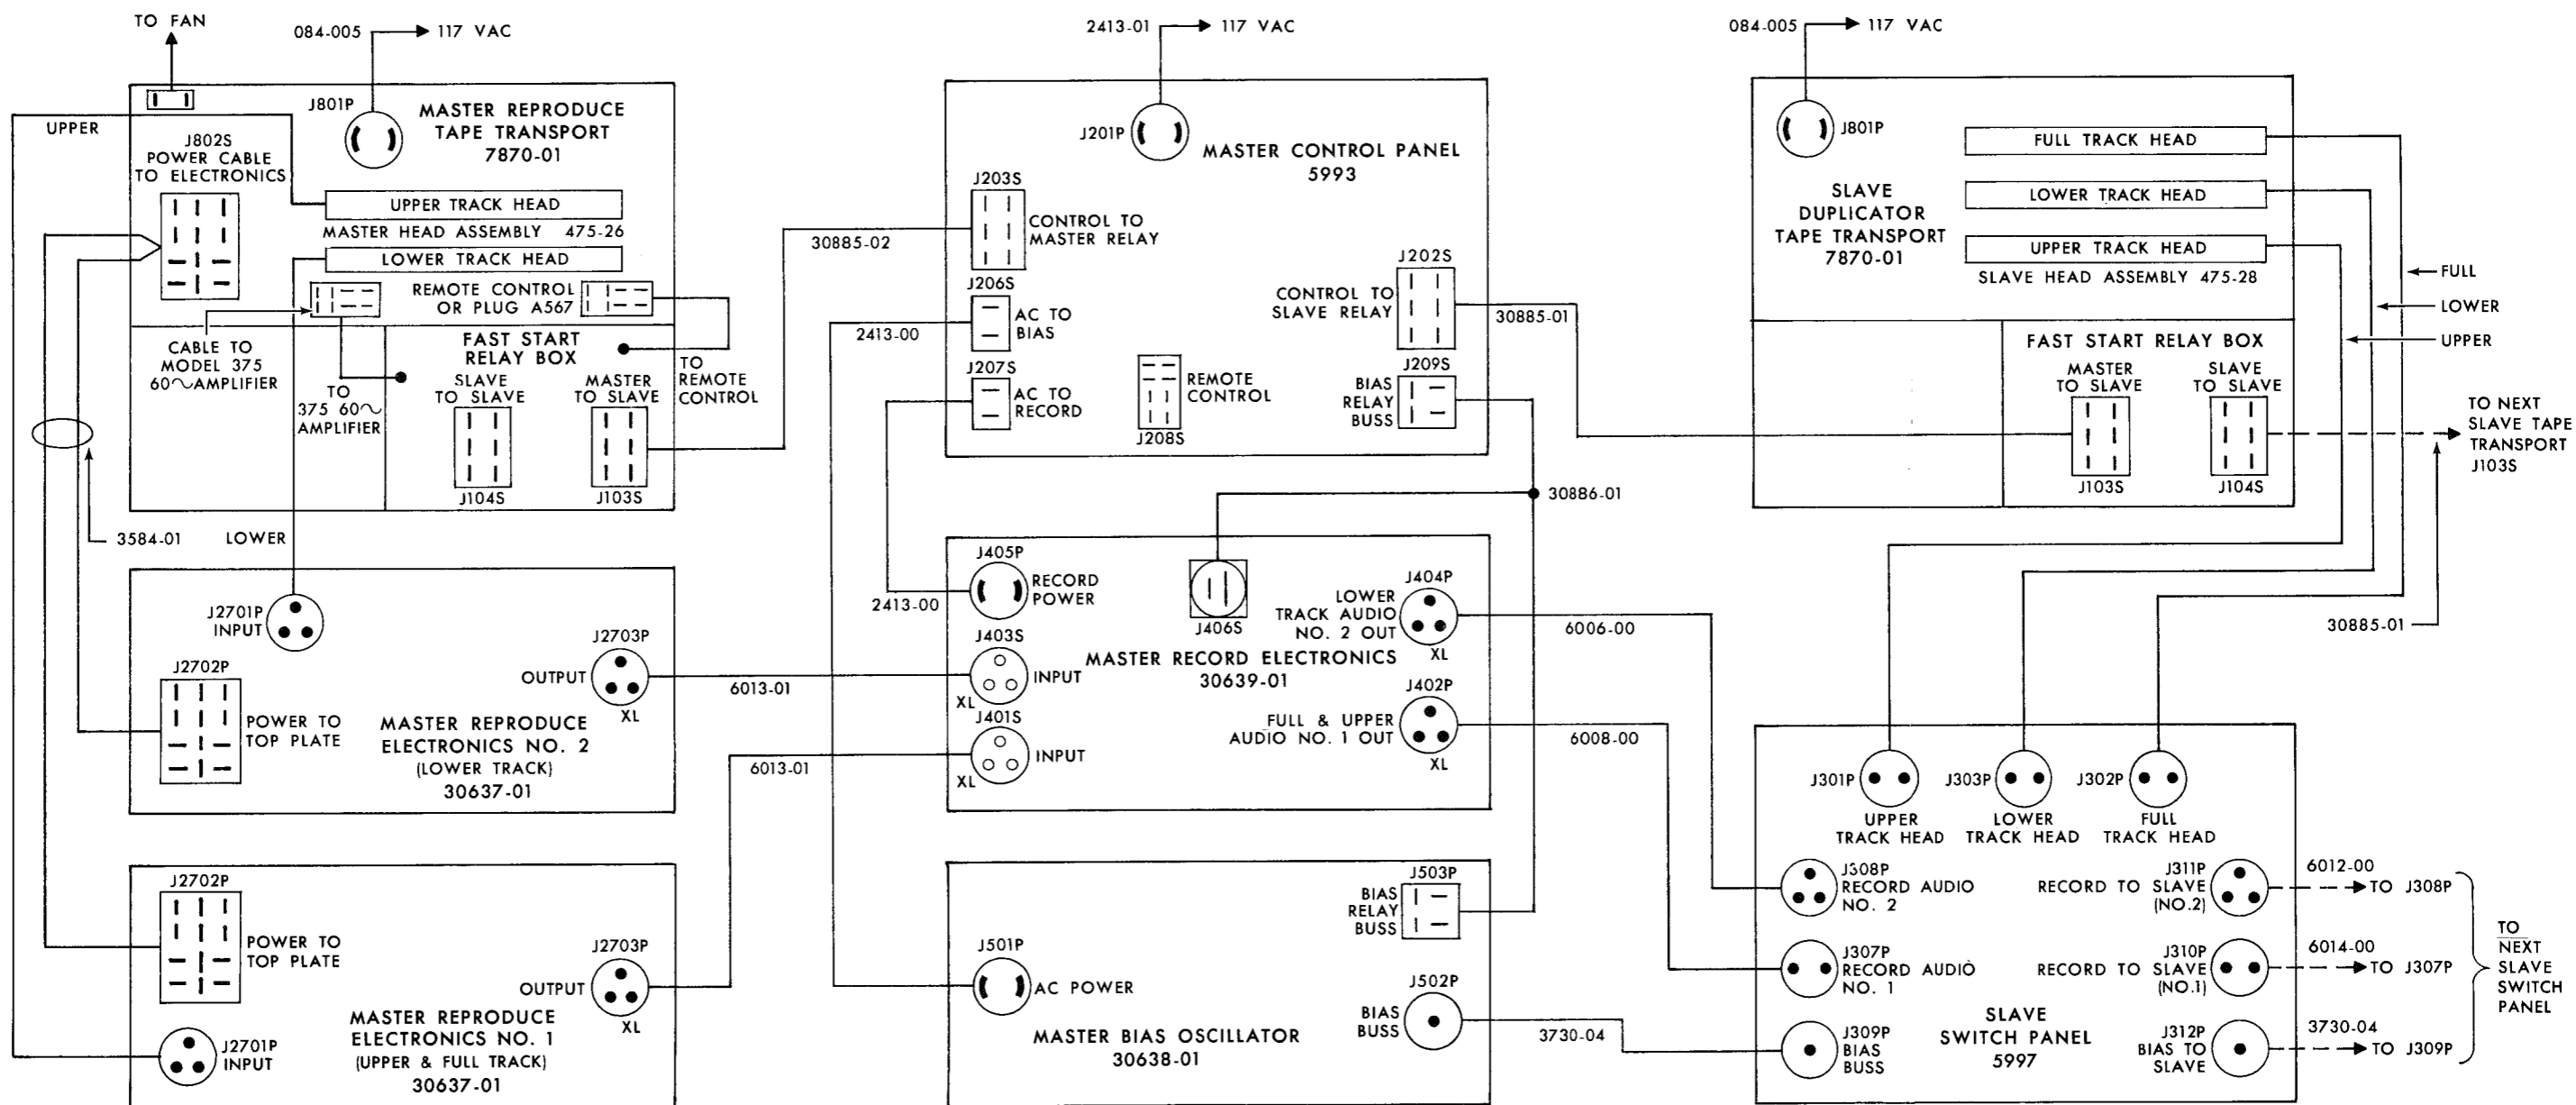 TO FAN
084-005
117 VAC
UPPER
J801P
MASTER REPRODUCE
TAPE TRANSPORT
7870-01
J802S
POWER CABLE
TO ELECTRONICS
UPPER TRACK HEAD
MASTER HEAD ASSEMBLY 475-26
LOWER TRACK HEAD
REMOTE CONTROL
OR PLUG A567
CABLE TO
MODEL 375
60~AMPLIFIER
TO
375 60~
AMPLIFIER
FAST START
RELAY BOX
SLAVE
TO SLAVE
J104S
MASTER
TO SLAVE
J103S
TO
REMOTE
CONTROL
3584-01
LOWER
J2701P
INPUT
J2702P
POWER TO
TOP PLATE
J2703P
OUTPUT
XL
MASTER REPRODUCE
ELECTRONICS NO. 2
(LOWER TRACK)
30637-01
6013-01
J2702P
POWER TO
TOP PLATE
J2703P
OUTPUT
XL
MASTER REPRODUCE
ELECTRONICS NO. 1
(UPPER & FULL TRACK)
30637-01
J2701P
INPUT
6013-01
2413-01
117 VAC
J201P
MASTER CONTROL PANEL
5993
J203S
CONTROL TO
MASTER RELAY
30885-02
J206S
AC TO
BIAS
2413-00
J207S
AC TO
RECORD
REMOTE
CONTROL
J208S
J202S
CONTROL TO
SLAVE RELAY
30885-01
J209S
BIAS
RELAY
BUSS
30886-01
J405P
RECORD
POWER
2413-00
J406S
J403S
INPUT
XL
J401S
INPUT
XL
LOWER
TRACK AUDIO
NO. 2 OUT
J404P
XL
MASTER RECORD ELECTRONICS
30639-01
J402P
FULL & UPPER
AUDIO NO. 1 OUT
XL
6006-00
6008-00
J503P
BIAS
RELAY
BUSS
J501P
AC POWER
J502P
BIAS
BUSS
MASTER BIAS OSCILLATOR
30638-01
3730-04
084-005
117 VAC
J801P
SLAVE
DUPLICATOR
TAPE TRANSPORT
7870-01
FULL TRACK HEAD
LOWER TRACK HEAD
UPPER TRACK HEAD
SLAVE HEAD ASSEMBLY 475-28
FULL
LOWER
UPPER
FAST START RELAY BOX
MASTER
TO SLAVE
J103S
SLAVE
TO SLAVE
J104S
TO NEXT
SLAVE TAPE
TRANSPORT
J103S
30885-01
J301P
UPPER
TRACK HEAD
J303P
LOWER
TRACK HEAD
J302P
FULL
TRACK HEAD
J308P
RECORD AUDIO
NO. 2
J311P
RECORD TO SLAVE
(NO.2)
6012-00
TO J308P
J307P
RECORD AUDIO
NO. 1
J310P
RECORD TO SLAVE
(NO.1)
6014-00
TO J307P
SLAVE
SWITCH PANEL
5997
J309P
BIAS
BUSS
J312P
BIAS TO
SLAVE
3730-04
TO J309P
TO
NEXT
SLAVE
SWITCH
PANEL